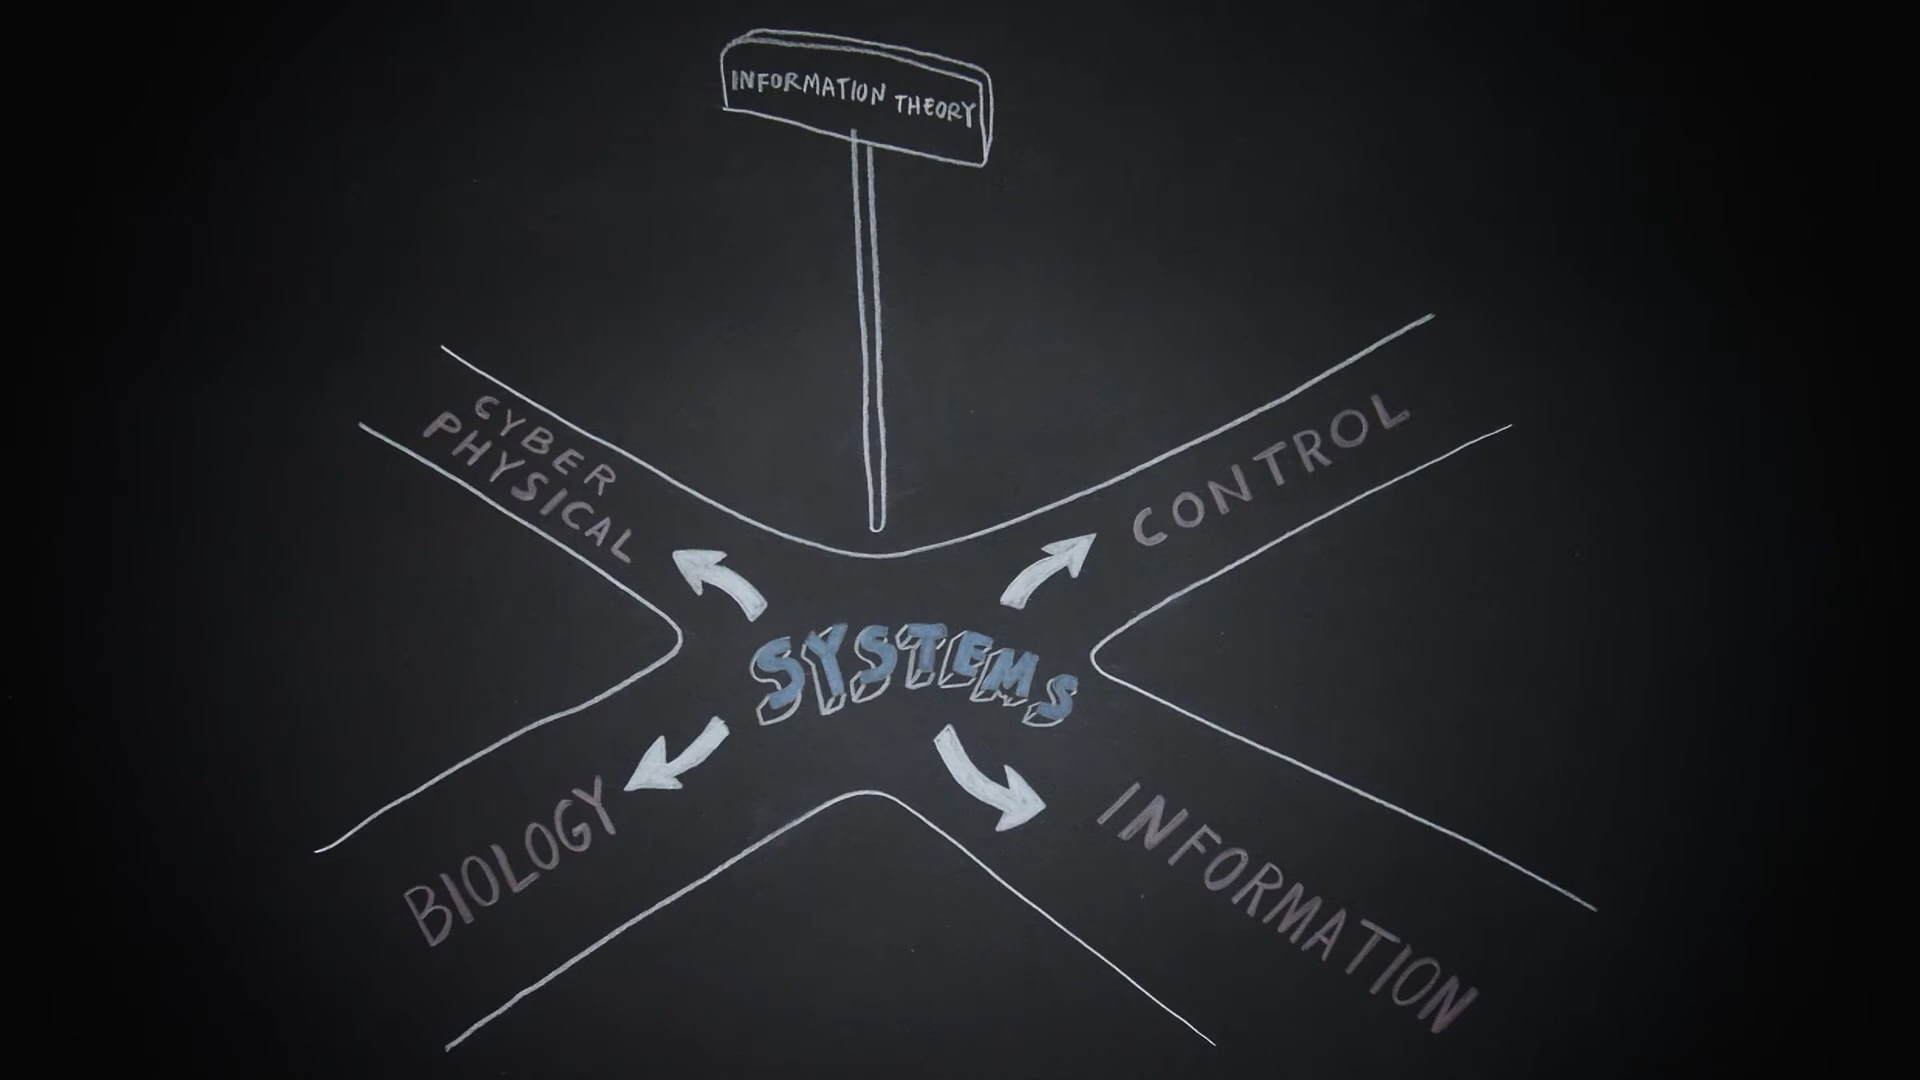 INFORMATION THEORY
CYBER
PHYSICAL
CONTROL
SYSTEMS
BIOLOGY
INFORMATION